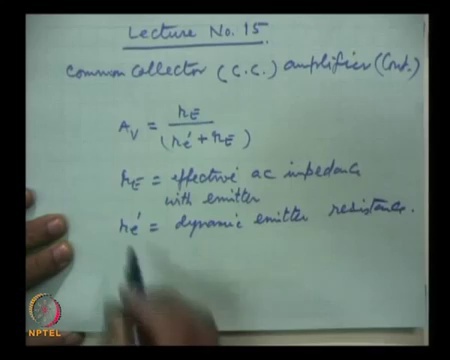 Lecture No. 15.
Common collector (C.C.) amplifier (Cont.)
A_V = r_E / (r_e' + r_E)
r_E = effective ac impedance
with emitter
r_e' = dynamic emitter resistance.
NPTEL